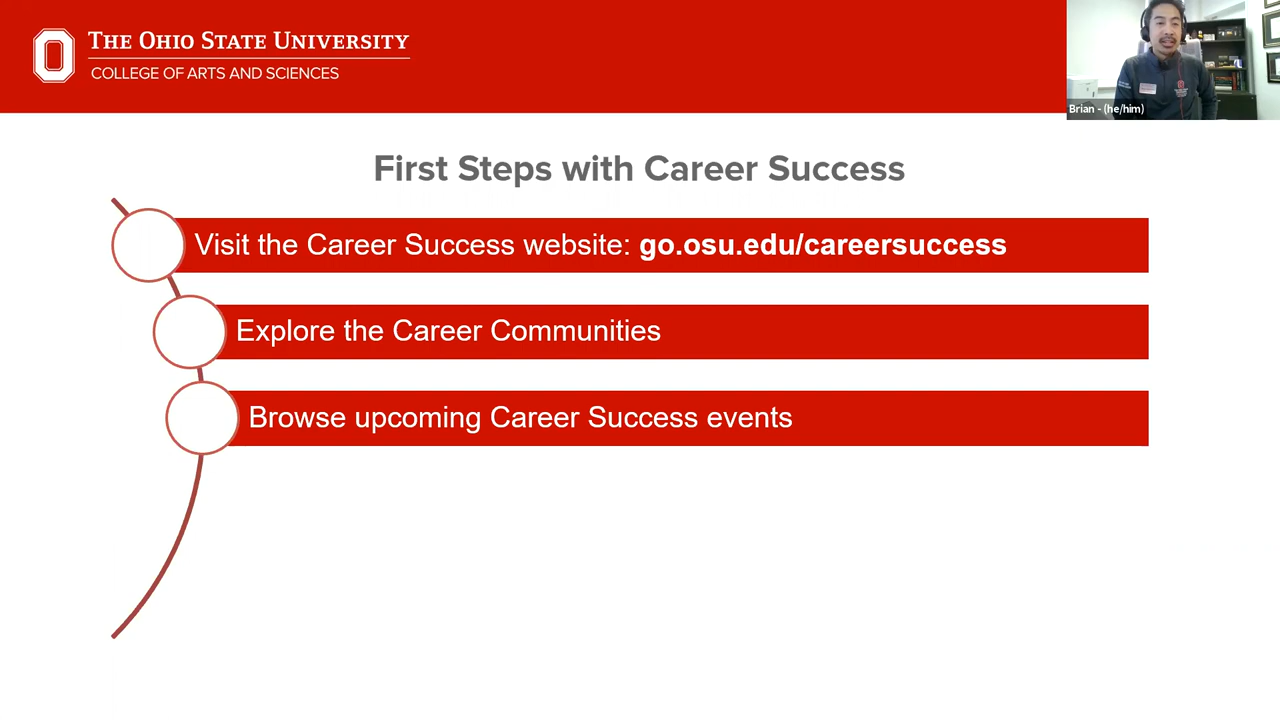 THE OHIO STATE UNIVERSITY
COLLEGE OF ARTS AND SCIENCES
Brian - (he/him)
First Steps with Career Success
Visit the Career Success website: go.osu.edu/careersuccess
Explore the Career Communities
Browse upcoming Career Success events